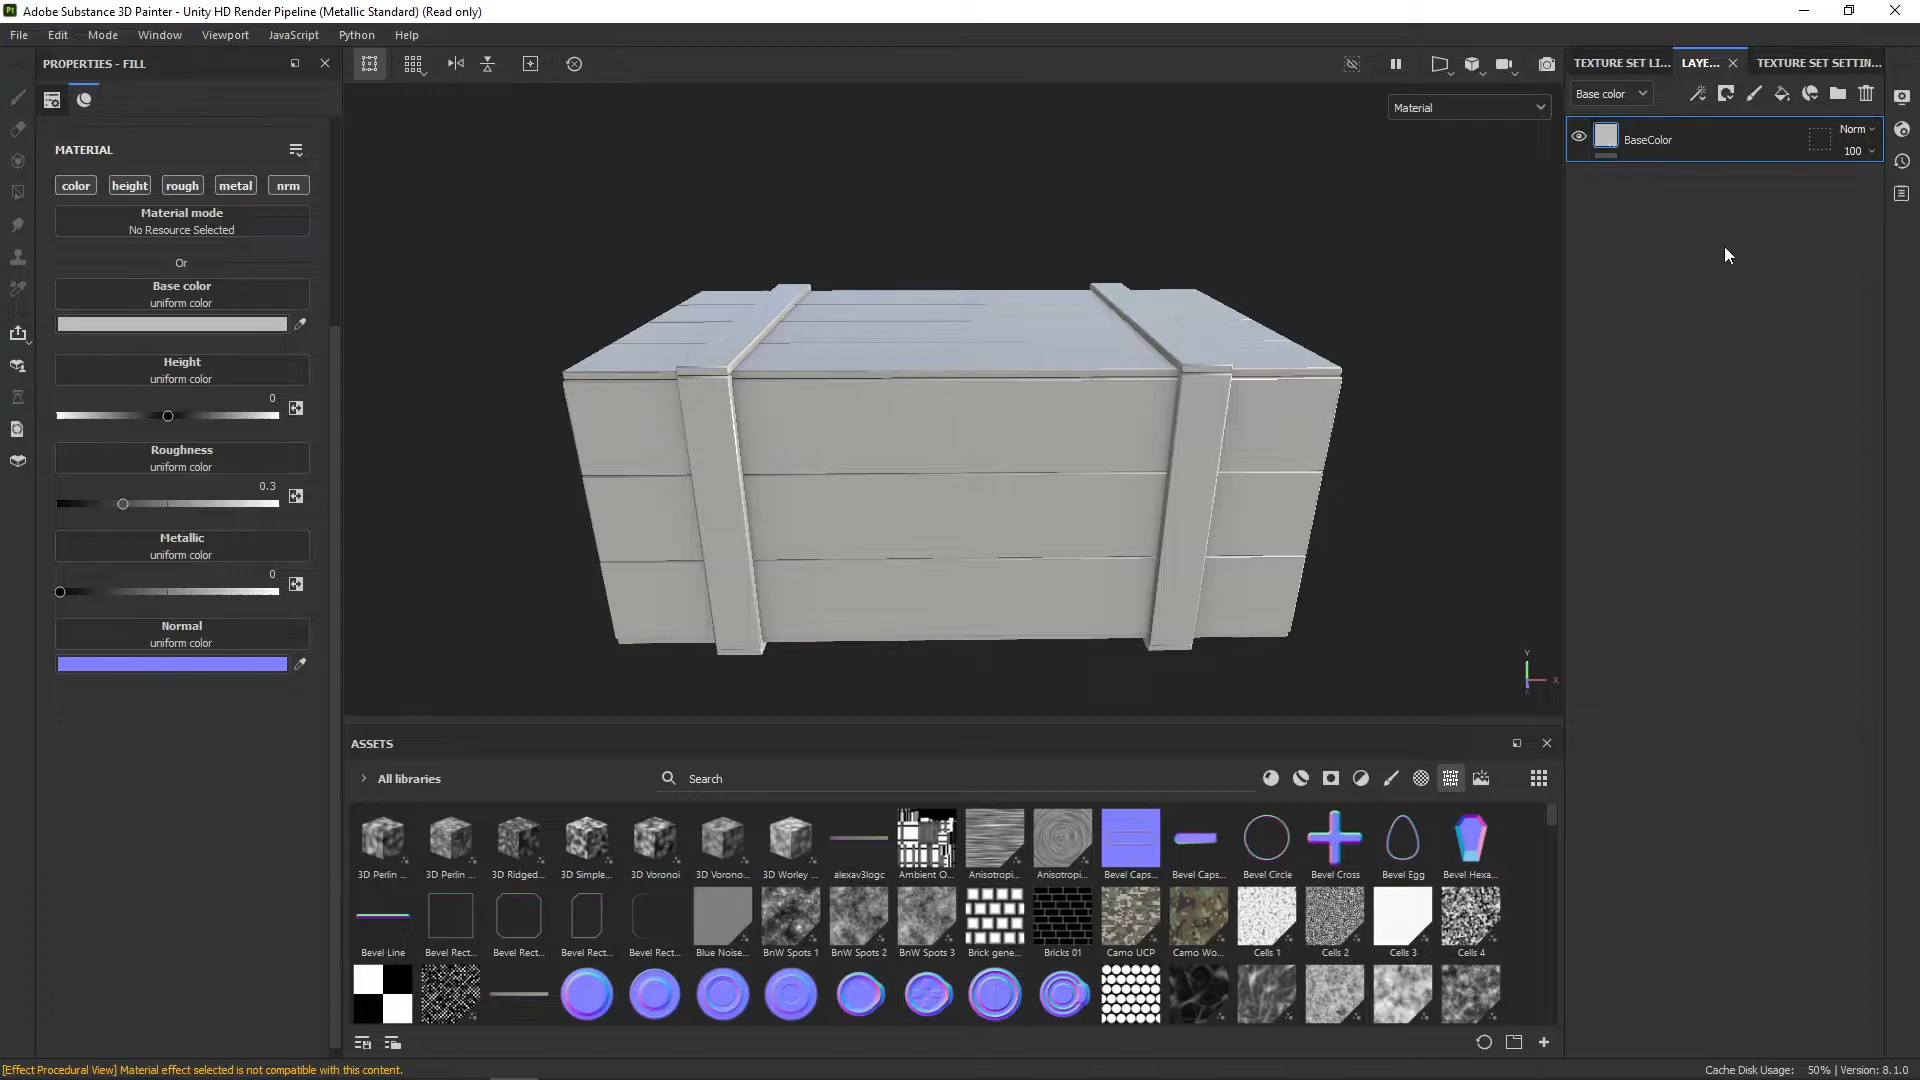 Adobe Substance 3D Painter - Unity HD Render Pipeline (Metallic Standard) (Read only)
File Edit Mode Window Viewport JavaScript Python Help
PROPERTIES - FILL
MATERIAL
color height rough metal nrm
Material mode
No Resource Selected
Or
Base color
uniform color
Height
uniform color
0
Roughness
uniform color
0.3
Metallic
uniform color
0
Normal
uniform color
Material
Y
X
TEXTURE SET LI... LAYE... TEXTURE SET SETTIN...
Base color
BaseColor
Norm
100
ASSETS
All libraries
Search
3D Perlin ... 3D Perlin ... 3D Ridged... 3D Simple... 3D Voronoi 3D Vorono... 3D Worley ... alexav3logc Ambient O... Anisotropi... Anisotropi... Bevel Caps... Bevel Caps... Bevel Circle Bevel Cross Bevel Egg Bevel Hexa...
Bevel Line Bevel Rect... Bevel Rect... Bevel Rect... Bevel Rect... Blue Noise... BnW Spots 1 BnW Spots 2 BnW Spots 3 Brick gene... Bricks 01 Camo UCP Camo Wo... Cells 1 Cells 2 Cells 3 Cells 4
[Effect Procedural View] Material effect selected is not compatible with this content.
Cache Disk Usage: 50% | Version: 8.1.0